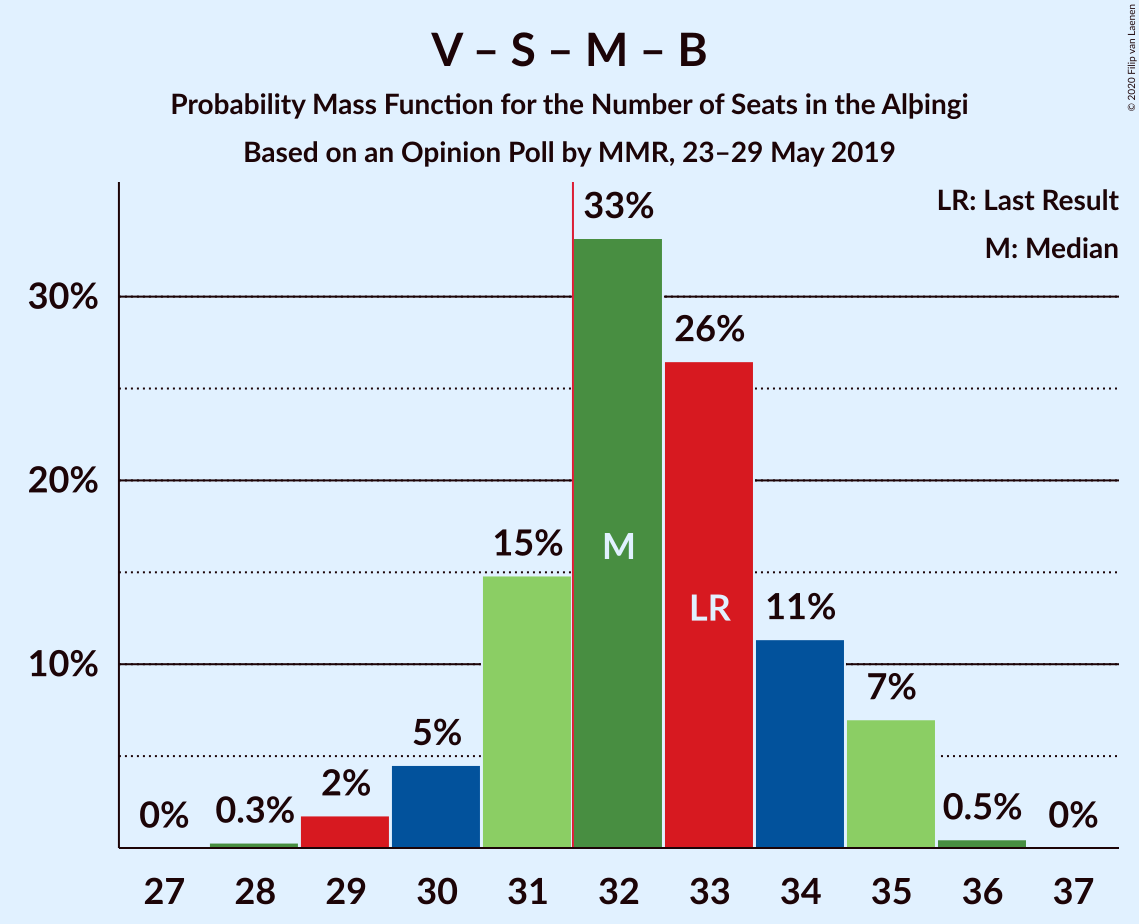 V – S – M – B
Probability Mass Function for the Number of Seats in the Alþingi
Based on an Opinion Poll by MMR, 23–29 May 2019
© 2020 Filip van Laenen
LR: Last Result
M: Median
30%
20%
10%
0%
0.3%
2%
5%
15%
33%
26%
11%
7%
0.5%
0%
M
LR
27 28 29 30 31 32 33 34 35 36 37